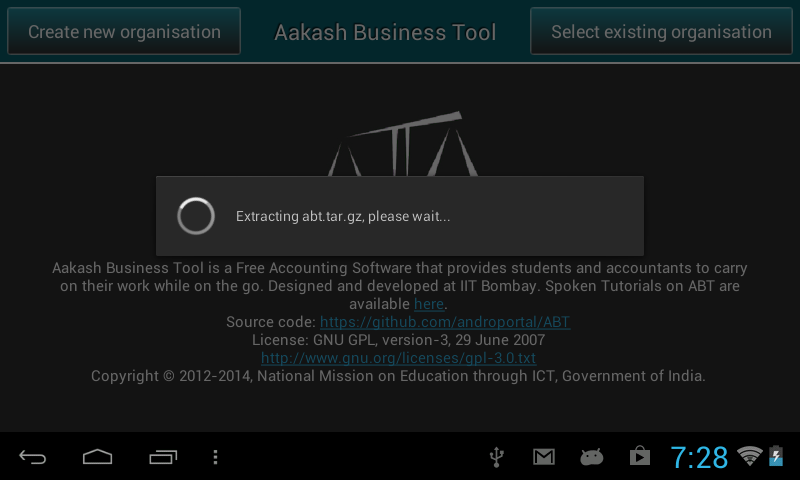 Create new organisation
Aakash Business Tool
Select existing organisation
Extracting abt.tar.gz, please wait...
Aakash Business Tool is a Free Accounting Software that provides students and accountants to carry
on their work while on the go. Designed and developed at IIT Bombay. Spoken Tutorials on ABT are
available here.
Source code: https://github.com/androportal/ABT
License: GNU GPL, version-3, 29 June 2007
http://www.gnu.org/licenses/gpl-3.0.txt
Copyright © 2012-2014, National Mission on Education through ICT, Government of India.
7:28